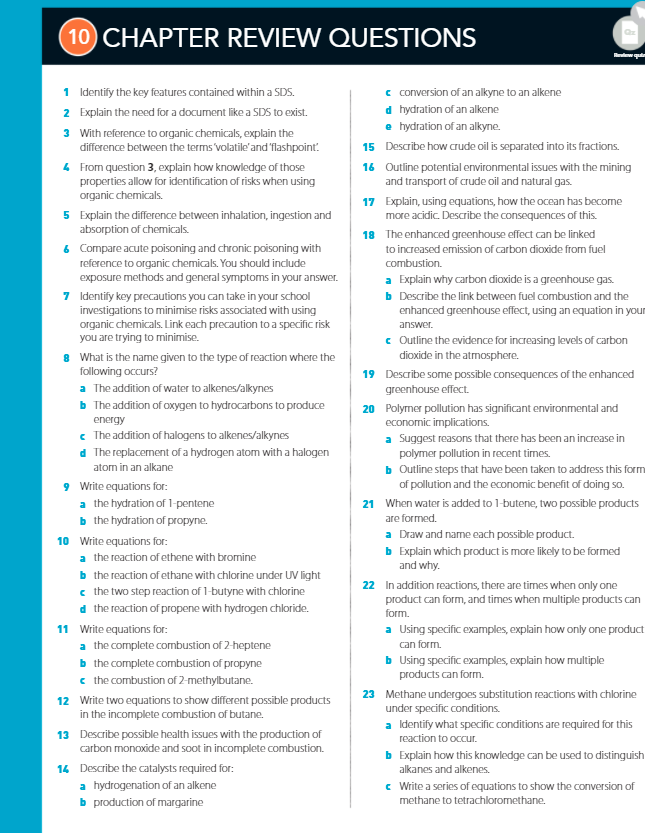 10 CHAPTER REVIEW QUESTIONS
Qz
Review quiz
1 Identify the key features contained within a SDS.
2 Explain the need for a document like a SDS to exist.
3 With reference to organic chemicals, explain the
difference between the terms 'volatile' and 'flashpoint'.
4 From question 3, explain how knowledge of those
properties allow for identification of risks when using
organic chemicals.
5 Explain the difference between inhalation, ingestion and
absorption of chemicals.
6 Compare acute poisoning and chronic poisoning with
reference to organic chemicals. You should include
exposure methods and general symptoms in your answer.
7 Identify key precautions you can take in your school
investigations to minimise risks associated with using
organic chemicals. Link each precaution to a specific risk
you are trying to minimise.
8 What is the name given to the type of reaction where the
following occurs?
a The addition of water to alkenes/alkynes
b The addition of oxygen to hydrocarbons to produce
energy
c The addition of halogens to alkenes/alkynes
d The replacement of a hydrogen atom with a halogen
atom in an alkane
9 Write equations for:
a the hydration of 1-pentene
b the hydration of propyne.
10 Write equations for:
a the reaction of ethene with bromine
b the reaction of ethane with chlorine under UV light
c the two step reaction of 1-butyne with chlorine
d the reaction of propene with hydrogen chloride.
11 Write equations for:
a the complete combustion of 2-heptene
b the complete combustion of propyne
c the combustion of 2-methylbutane.
12 Write two equations to show different possible products
in the incomplete combustion of butane.
13 Describe possible health issues with the production of
carbon monoxide and soot in incomplete combustion.
14 Describe the catalysts required for:
a hydrogenation of an alkene
b production of margarine
c conversion of an alkyne to an alkene
d hydration of an alkene
e hydration of an alkyne.
15 Describe how crude oil is separated into its fractions.
16 Outline potential environmental issues with the mining
and transport of crude oil and natural gas.
17 Explain, using equations, how the ocean has become
more acidic. Describe the consequences of this.
18 The enhanced greenhouse effect can be linked
to increased emission of carbon dioxide from fuel
combustion.
a Explain why carbon dioxide is a greenhouse gas.
b Describe the link between fuel combustion and the
enhanced greenhouse effect, using an equation in your
answer.
c Outline the evidence for increasing levels of carbon
dioxide in the atmosphere.
19 Describe some possible consequences of the enhanced
greenhouse effect.
20 Polymer pollution has significant environmental and
economic implications.
a Suggest reasons that there has been an increase in
polymer pollution in recent times.
b Outline steps that have been taken to address this form
of pollution and the economic benefit of doing so.
21 When water is added to 1-butene, two possible products
are formed.
a Draw and name each possible product.
b Explain which product is more likely to be formed
and why.
22 In addition reactions, there are times when only one
product can form, and times when multiple products can
form.
a Using specific examples, explain how only one product
can form.
b Using specific examples, explain how multiple
products can form.
23 Methane undergoes substitution reactions with chlorine
under specific conditions.
a Identify what specific conditions are required for this
reaction to occur.
b Explain how this knowledge can be used to distinguish
alkanes and alkenes.
c Write a series of equations to show the conversion of
methane to tetrachloromethane.